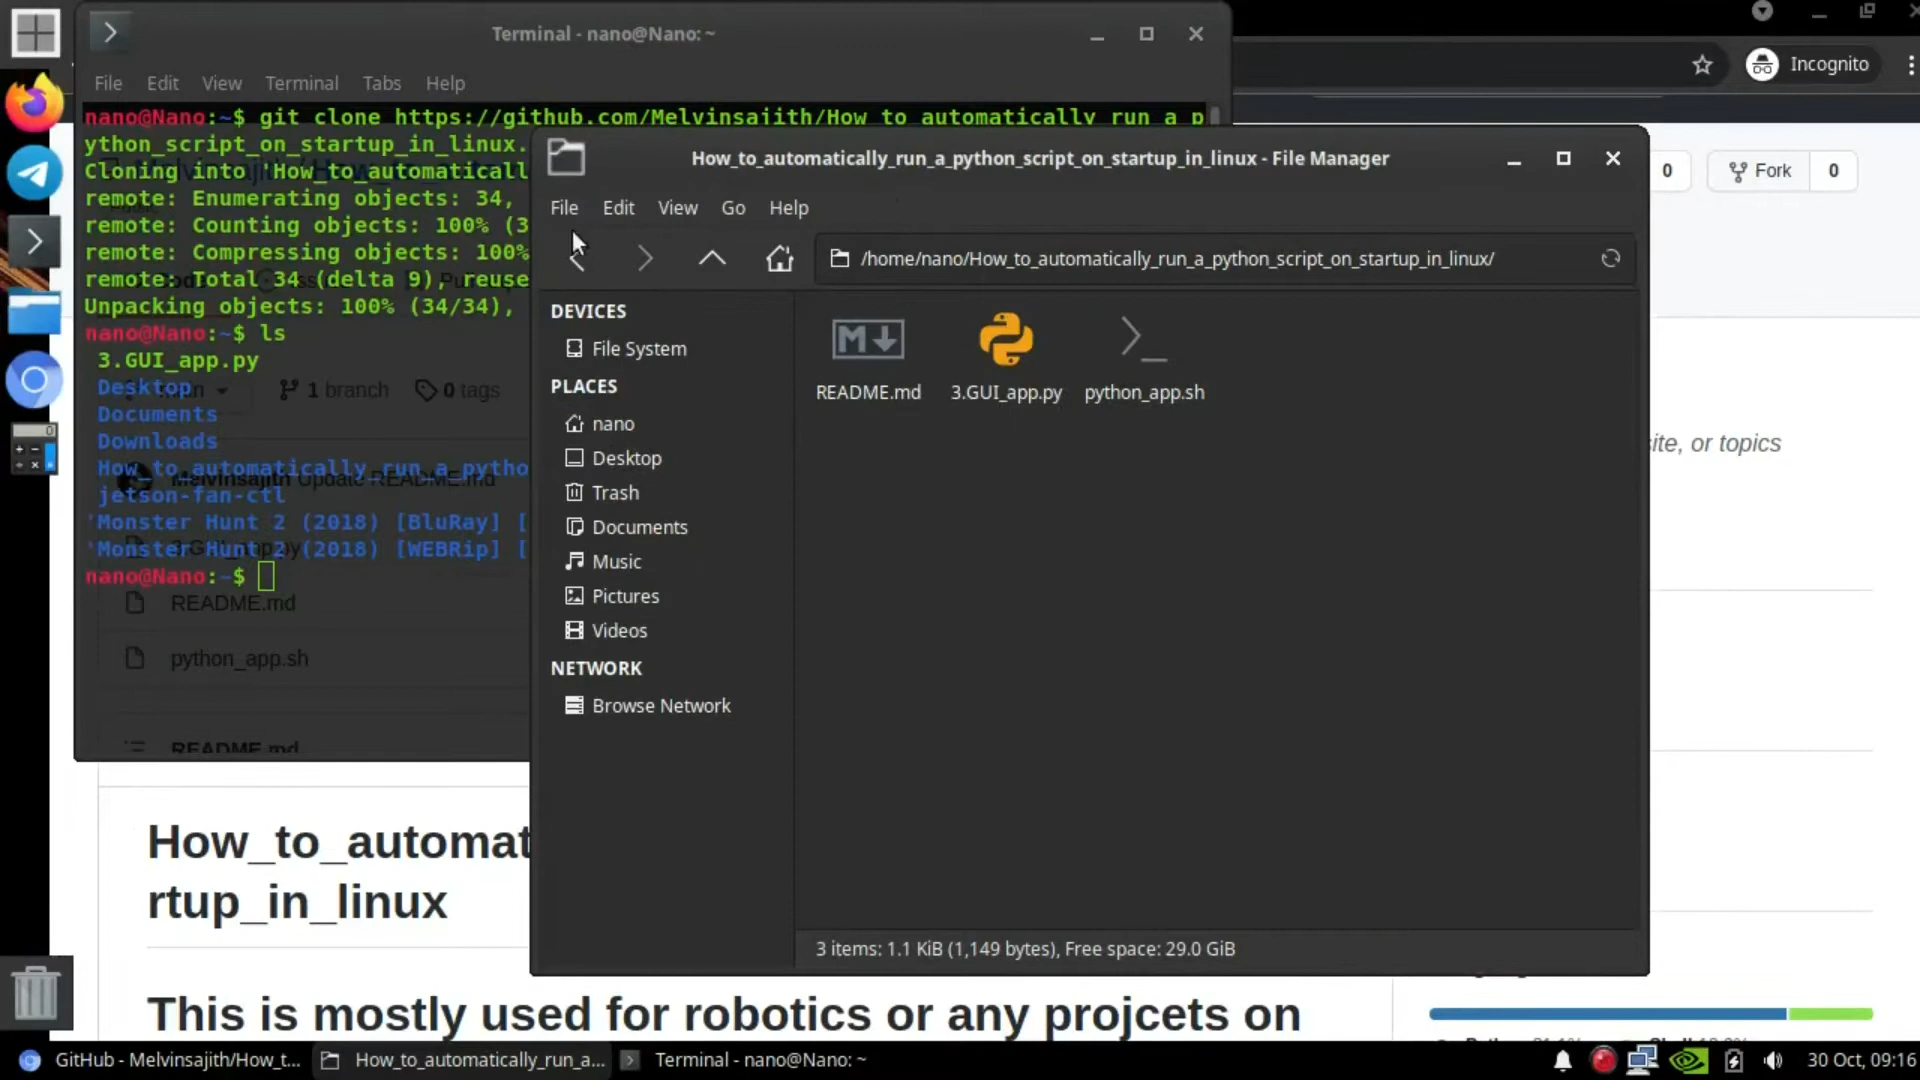 Terminal - nano@Nano: ~
File Edit View Terminal Tabs Help
nano@Nano:~$ git clone https://github.com/Melvinsajith/How_to_automatically_run_a_p
ython_script_on_startup_in_linux.
Cloning into 'How_to_automaticall
remote: Enumerating objects: 34,
remote: Counting objects: 100% (3
remote: Compressing objects: 100%
remote: Total 34 (delta 9), reuse
Unpacking objects: 100% (34/34),
nano@Nano:~$ ls
3.GUI_app.py
Desktop
Documents
Downloads
How_to_automatically_run_a_pytho
jetson-fan-ctl
'Monster Hunt 2 (2018) [BluRay] [
'Monster Hunt 2 (2018) [WEBRip] [
nano@Nano:~$
1 branch 0 tags
Melvinsajith Update README.md
README.md
python_app.sh
README.md
Incognito
0 Fork 0
How_to_automatically_run_a_python_script_on_startup_in_linux - File Manager
File Edit View Go Help
/home/nano/How_to_automatically_run_a_python_script_on_startup_in_linux/
DEVICES
File System
PLACES
nano
Desktop
Trash
Documents
Music
Pictures
Videos
NETWORK
Browse Network
README.md 3.GUI_app.py python_app.sh
3 items: 1.1 KiB (1,149 bytes), Free space: 29.0 GiB
ite, or topics
How_to_automat
rtup_in_linux
This is mostly used for robotics or any projcets on
GitHub - Melvinsajith/How_t... How_to_automatically_run_a... Terminal - nano@Nano: ~ 30 Oct, 09:16